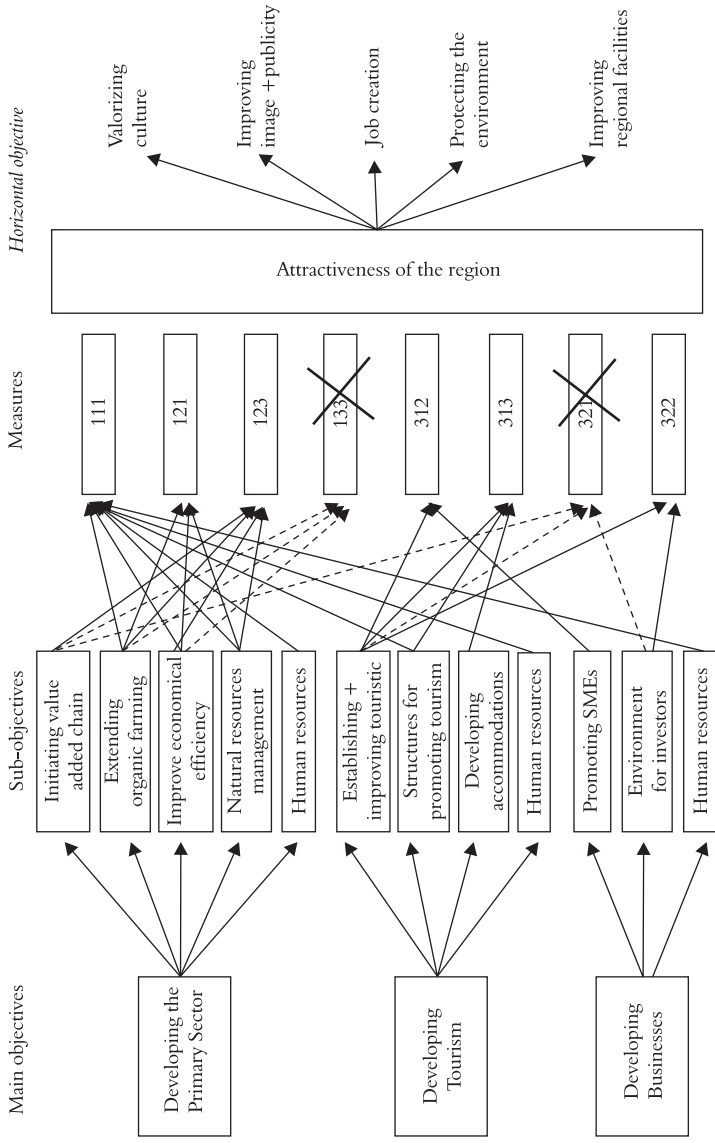 Main objectives
Sub-objectives
Measures
Horizontal objective
Developing the
Primary Sector
Developing
Tourism
Developing
Businesses
Initiating value
added chain
Extending
organic farming
Improve economical
efficiency
Natural resources
management
Human resources
Establishing +
improving touristic
Structures for
promoting tourism
Developing
accommodations
Human resources
Promoting SMEs
Environment
for investors
Human resources
111
121
123
133
312
313
321
322
Attractiveness of the region
Valorizing
culture
Improving
image +publicity
Job creation
Protecting the
environment
Improving
regional facilities